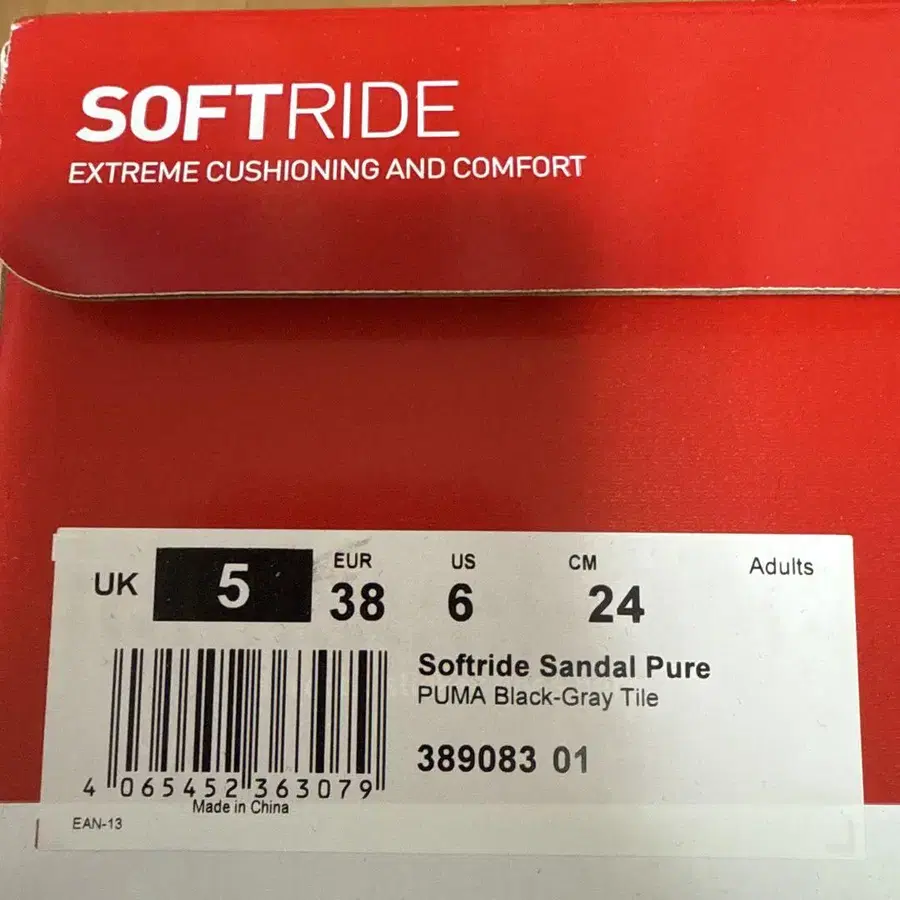 SOFTRIDE
EXTREME CUSHIONING AND COMFORT
UK 5 EUR 38 US 6 CM 24 Adults
Softride Sandal Pure
PUMA Black-Gray Tile
389083 01
4 065452 363079
Made in China
EAN-13